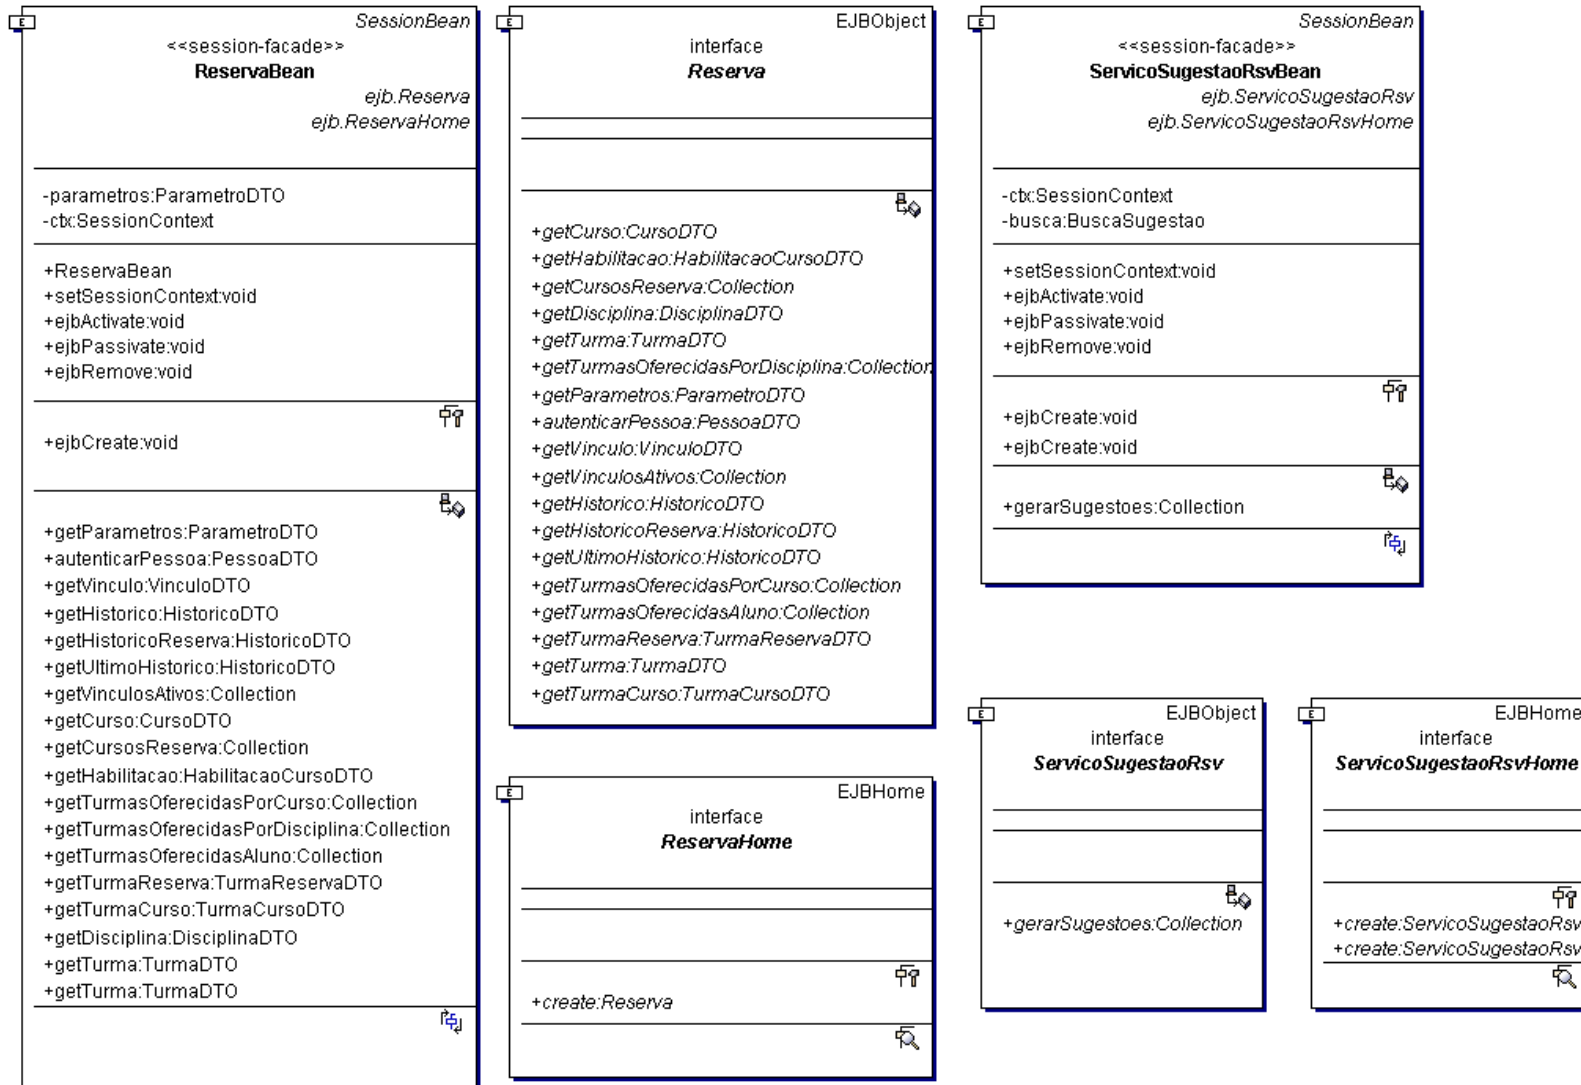 E
SessionBean
<<session-facade>>
ReservaBean
ejb.Reserva
ejb.ReservaHome
-parametros:ParametroDTO
-ctx:SessionContext
+ReservaBean
+setSessionContext:void
+ejbActivate:void
+ejbPassivate:void
+ejbRemove:void
+ejbCreate:void
+getParametros:ParametroDTO
+autenticarPessoa:PessoaDTO
+getVinculo:VinculoDTO
+getHistorico:HistoricoDTO
+getHistoricoReserva:HistoricoDTO
+getUltimoHistorico:HistoricoDTO
+getVinculosAtivos:Collection
+getCurso:CursoDTO
+getCursosReserva:Collection
+getHabilitacao:HabilitacaoCursoDTO
+getTurmasOferecidasPorCurso:Collection
+getTurmasOferecidasPorDisciplina:Collection
+getTurmasOferecidasAluno:Collection
+getTurmaReserva:TurmaReservaDTO
+getTurmaCurso:TurmaCursoDTO
+getDisciplina:DisciplinaDTO
+getTurma:TurmaDTO
+getTurma:TurmaDTO
E
EJBObject
interface
Reserva
+getCurso:CursoDTO
+getHabilitacao:HabilitacaoCursoDTO
+getCursosReserva:Collection
+getDisciplina:DisciplinaDTO
+getTurma:TurmaDTO
+getTurmasOferecidasPorDisciplina:Collection
+getParametros:ParametroDTO
+autenticarPessoa:PessoaDTO
+getVinculo:VinculoDTO
+getVinculosAtivos:Collection
+getHistorico:HistoricoDTO
+getHistoricoReserva:HistoricoDTO
+getUltimoHistorico:HistoricoDTO
+getTurmasOferecidasPorCurso:Collection
+getTurmasOferecidasAluno:Collection
+getTurmaReserva:TurmaReservaDTO
+getTurma:TurmaDTO
+getTurmaCurso:TurmaCursoDTO
E
EJBHome
interface
ReservaHome
+create:Reserva
E
SessionBean
<<session-facade>>
ServicoSugestaoRsvBean
ejb.ServicoSugestaoRsv
ejb.ServicoSugestaoRsvHome
-ctx:SessionContext
-busca:BuscaSugestao
+setSessionContext:void
+ejbActivate:void
+ejbPassivate:void
+ejbRemove:void
+ejbCreate:void
+ejbCreate:void
+gerarSugestoes:Collection
E
EJBObject
interface
ServicoSugestaoRsv
+gerarSugestoes:Collection
E
EJBHome
interface
ServicoSugestaoRsvHome
+create:ServicoSugestaoRsv
+create:ServicoSugestaoRsv